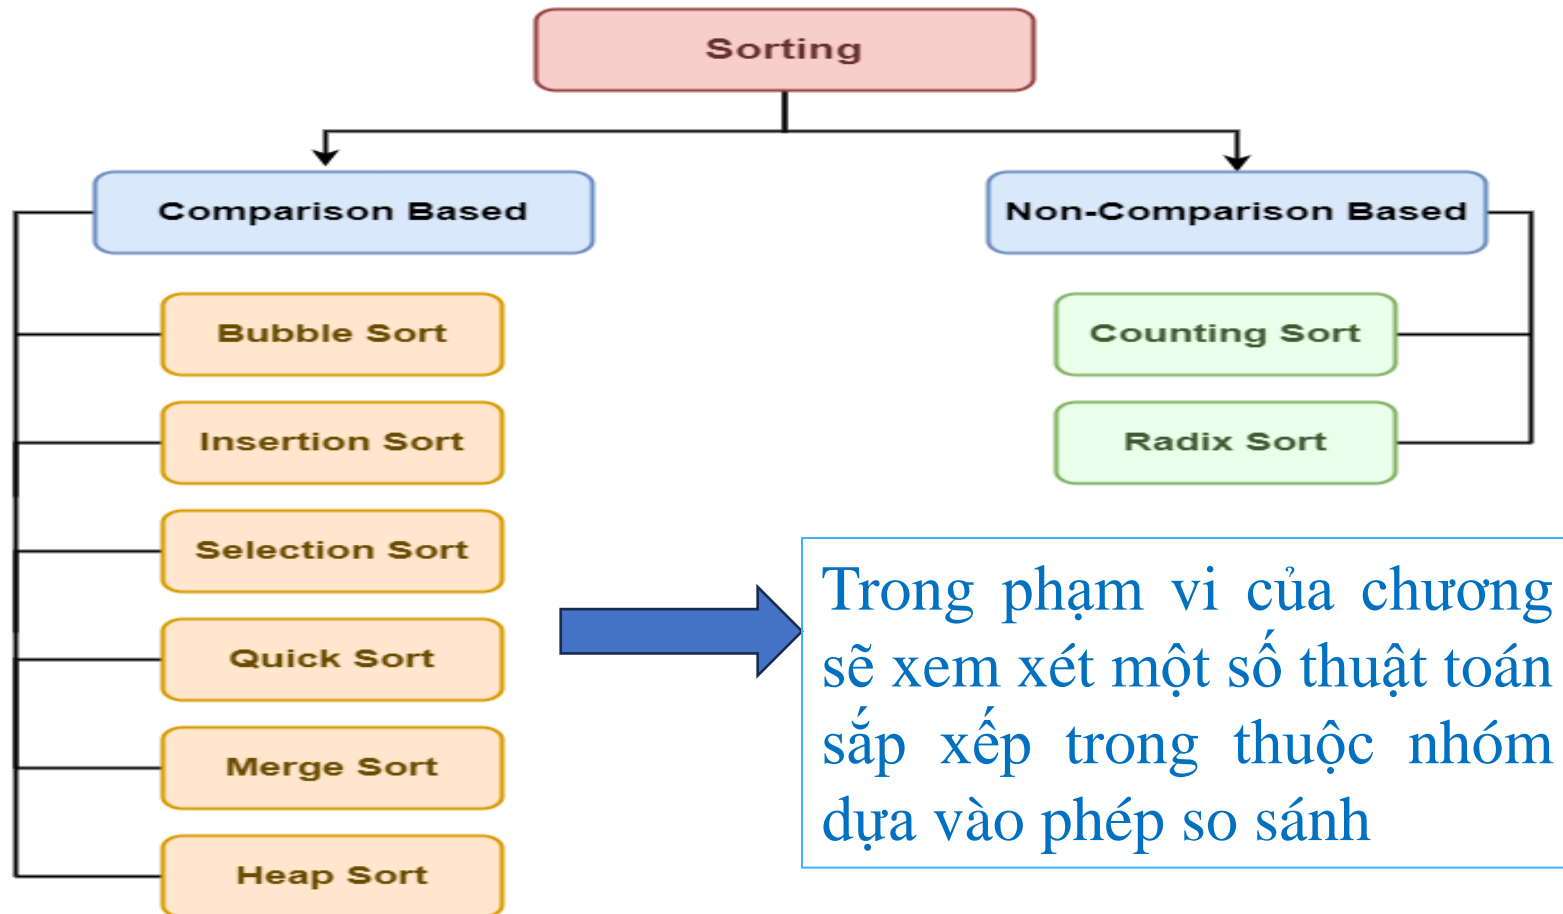 Sorting
Comparison Based
Non-Comparison Based
Bubble Sort
Counting Sort
Insertion Sort
Radix Sort
Selection Sort
Quick Sort
Merge Sort
Heap Sort
Trong phạm vi của chương
sẽ xem xét một số thuật toán
sắp xếp trong thuộc nhóm
dựa vào phép so sánh